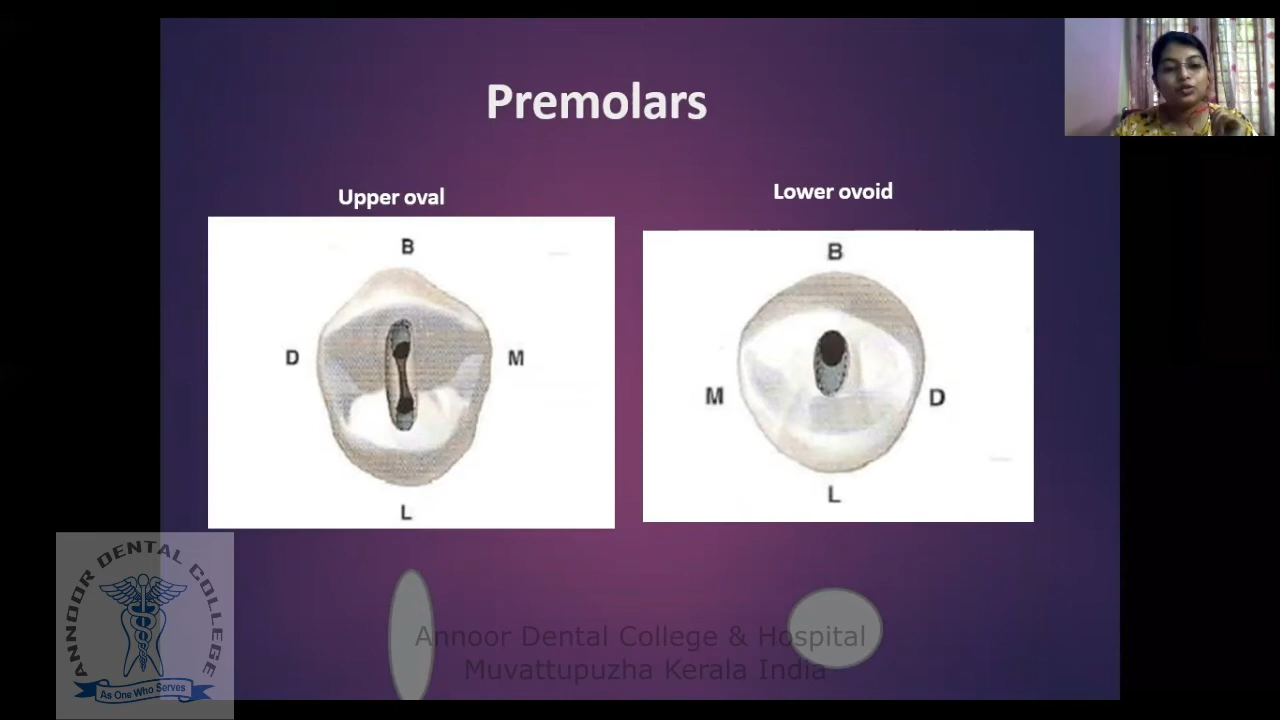 Premolars
Upper oval
Lower ovoid
B
D
M
L
B
M
D
L
ANNOOR DENTAL COLLEGE
As One Who Serves
Annoor Dental College & Hospital
Muvattupuzha Kerala India